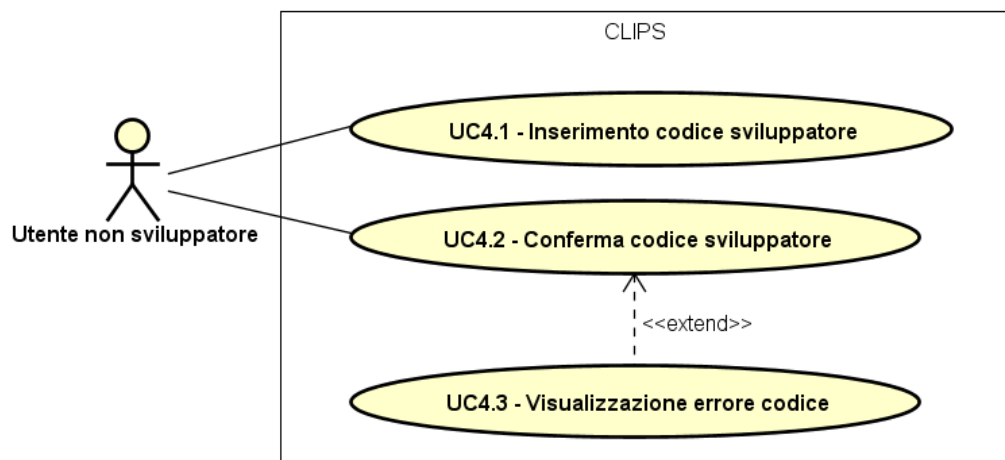 CLIPS
UC4.1 - Inserimento codice sviluppatore
Utente non sviluppatore
UC4.2 - Conferma codice sviluppatore
<<extend>>
UC4.3 - Visualizzazione errore codice